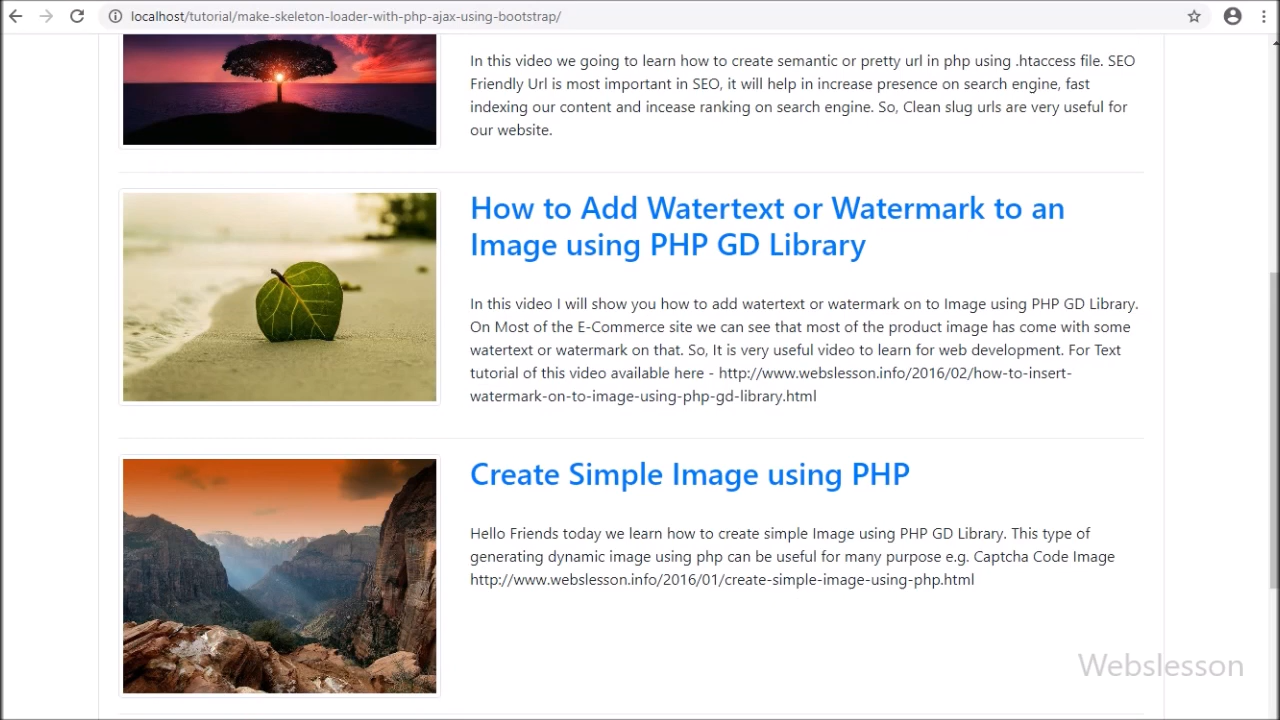 localhost/tutorial/make-skeleton-loader-with-php-ajax-using-bootstrap/
In this video we going to learn how to create semantic or pretty url in php using .htaccess file. SEO
Friendly Url is most important in SEO, it will help in increase presence on search engine, fast
indexing our content and incease ranking on search engine. So, Clean slug urls are very useful for
our website.
How to Add Watertext or Watermark to an
Image using PHP GD Library
In this video I will show you how to add watertext or watermark on to Image using PHP GD Library.
On Most of the E-Commerce site we can see that most of the product image has come with some
watertext or watermark on that. So, It is very useful video to learn for web development. For Text
tutorial of this video available here - http://www.webslesson.info/2016/02/how-to-insert-
watermark-on-to-image-using-php-gd-library.html
Create Simple Image using PHP
Hello Friends today we learn how to create simple Image using PHP GD Library. This type of
generating dynamic image using php can be useful for many purpose e.g. Captcha Code Image
http://www.webslesson.info/2016/01/create-simple-image-using-php.html
Webslesson